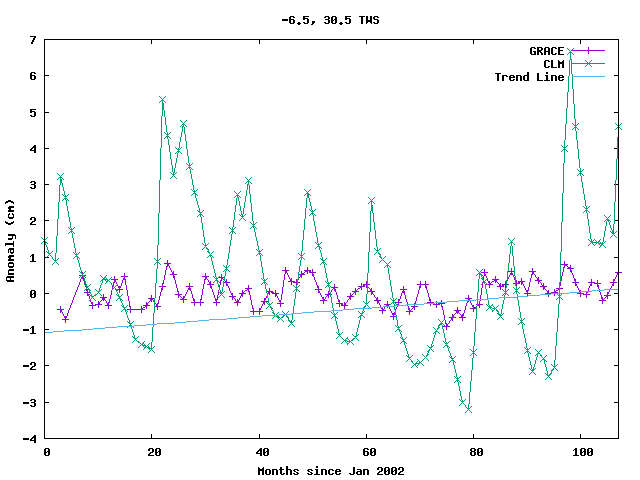 -6.5, 30.5 TWS
GRACE
CLM
Trend Line
7
6
5
4
3
2
1
0
-1
-2
-3
-4
Anomaly (cm)
0 20 40 60 80 100
Months since Jan 2002